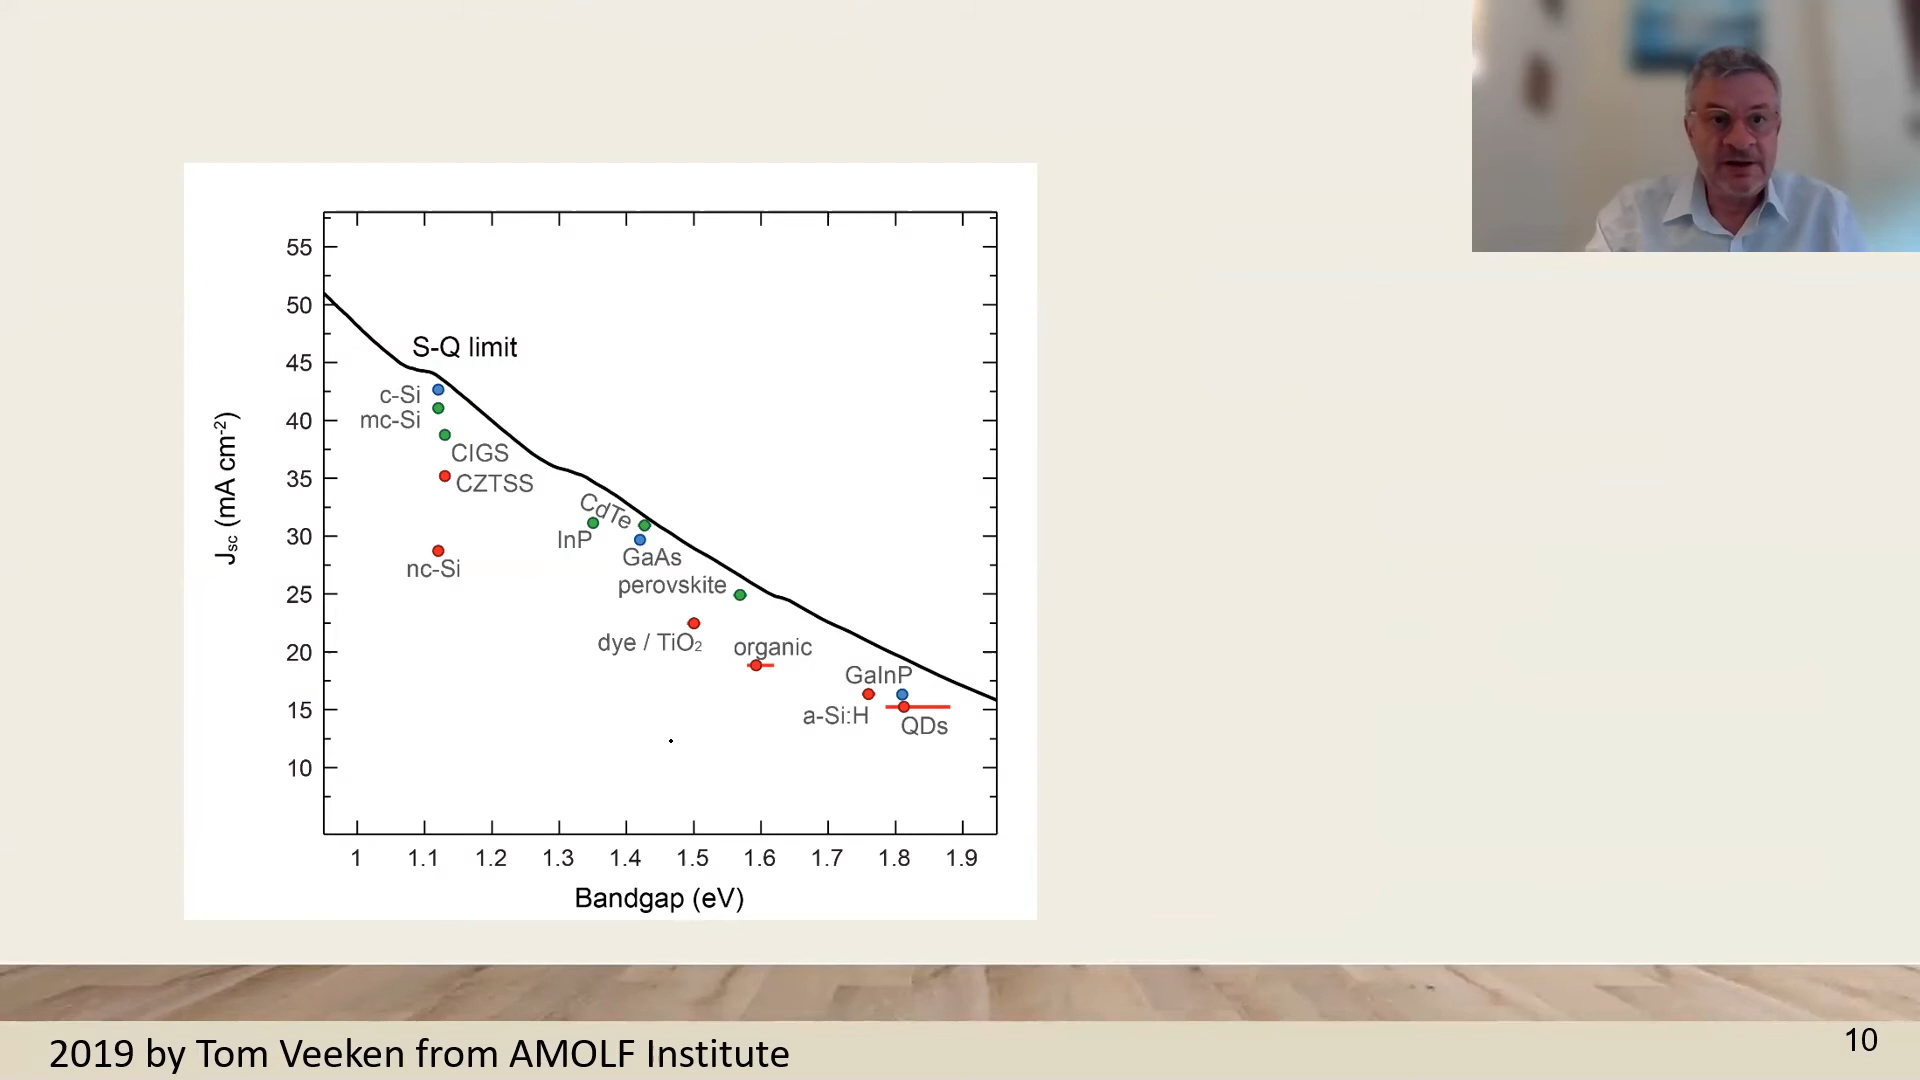 55
50
45
40
35
30
25
20
15
10
Jsc (mA cm-2)
S-Q limit
c-Si
mc-Si
CIGS
CZTSS
nc-Si
CdTe
InP
GaAs
perovskite
dye / TiO2
organic
GaInP
a-Si:H
QDs
1 1.1 1.2 1.3 1.4 1.5 1.6 1.7 1.8 1.9
Bandgap (eV)
2019 by Tom Veeken from AMOLF Institute
10